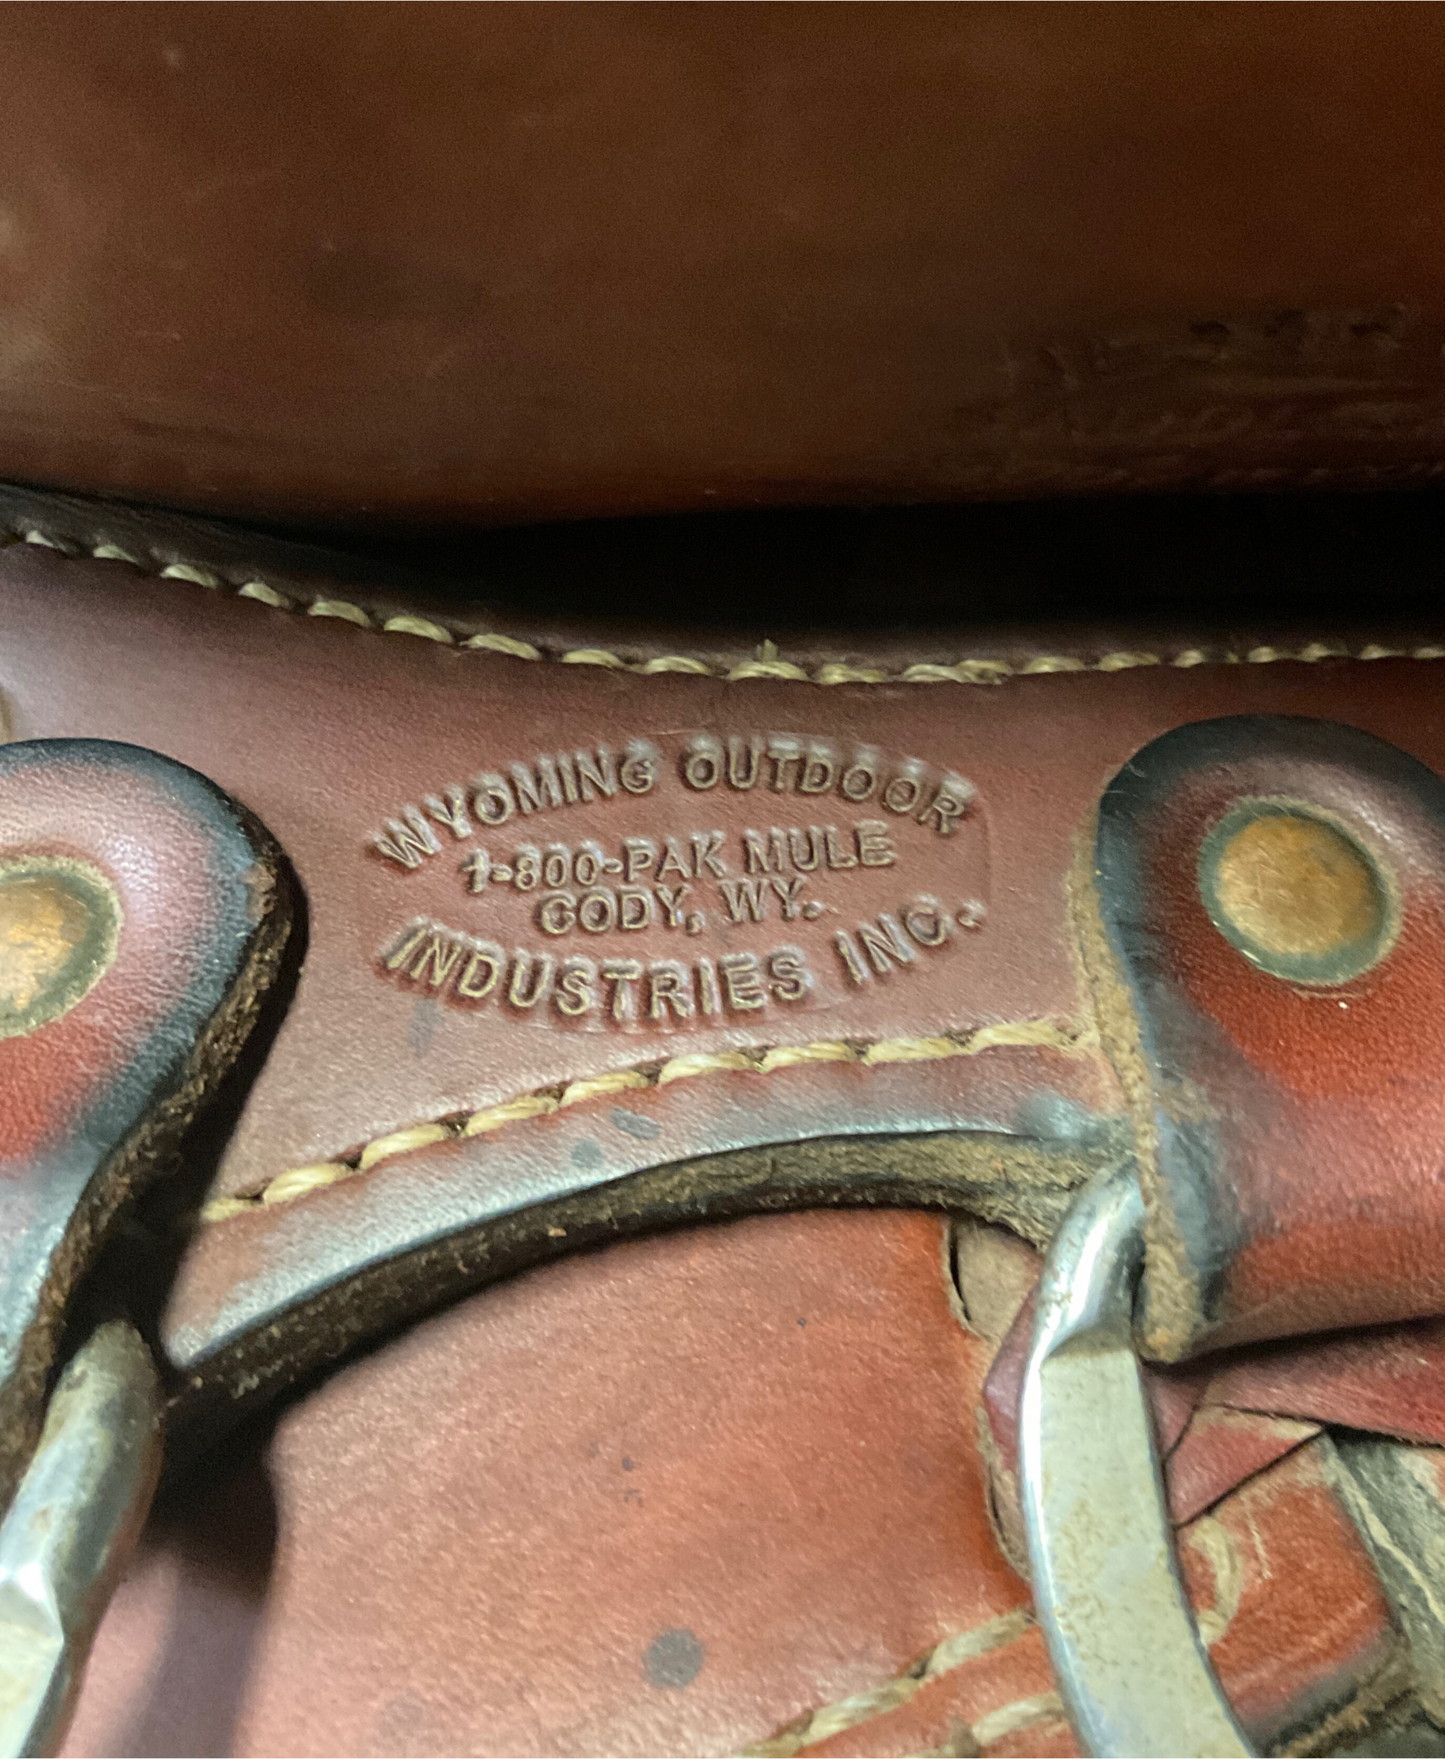 WYOMING OUTDOOR
1-800-PAK MULE
CODY, WY.
INDUSTRIES INC.